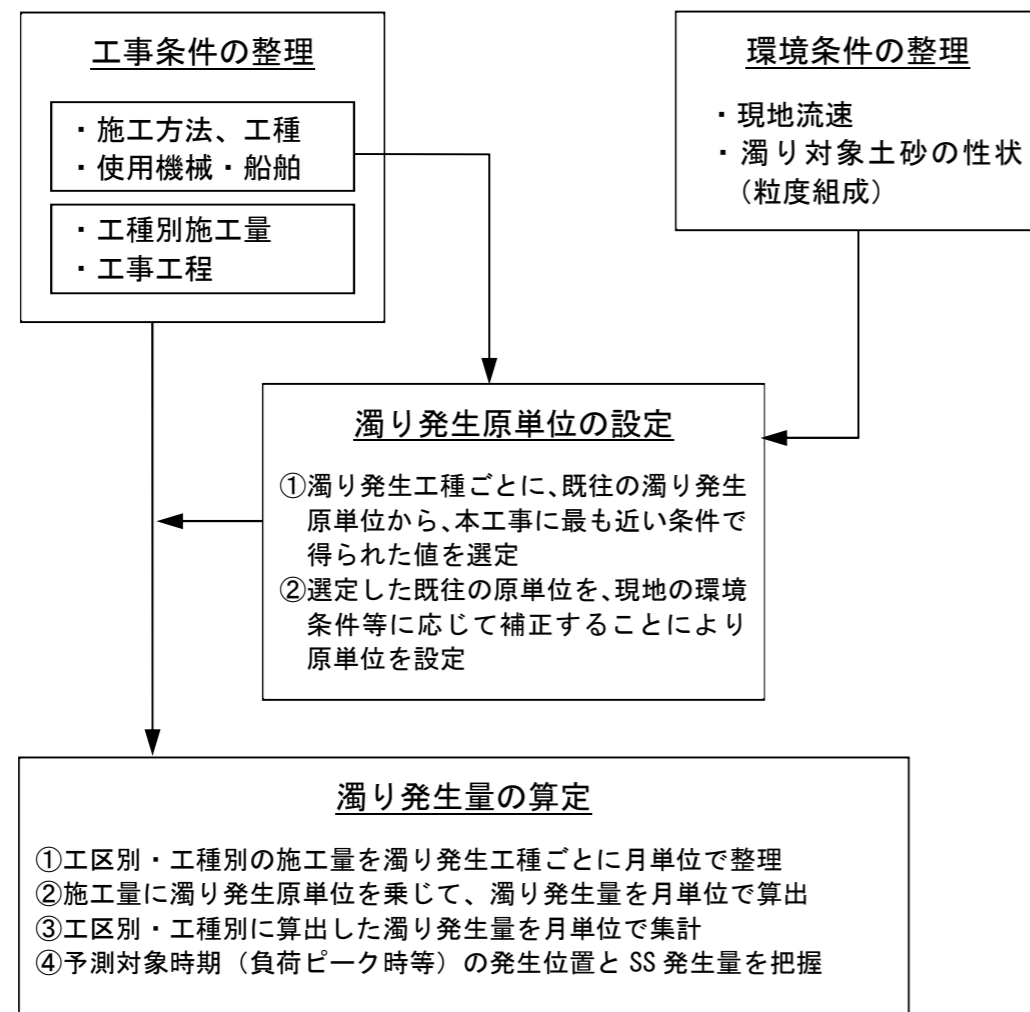 工事条件の整理
・施工方法、工種
・使用機械・船舶
・工種別施工量
・工事工程
環境条件の整理
・現地流速
・濁り対象土砂の性状
（粒度組成）
濁り発生原単位の設定
①濁り発生工種ごとに、既往の濁り発生
原単位から、本工事に最も近い条件で
得られた値を選定
②選定した既往の原単位を、現地の環境
条件等に応じて補正することにより
原単位を設定
濁り発生量の算定
①工区別・工種別の施工量を濁り発生工種ごとに月単位で整理
②施工量に濁り発生原単位を乗じて、濁り発生量を月単位で算出
③工区別・工種別に算出した濁り発生量を月単位で集計
④予測対象時期（負荷ピーク時等）の発生位置と SS 発生量を把握